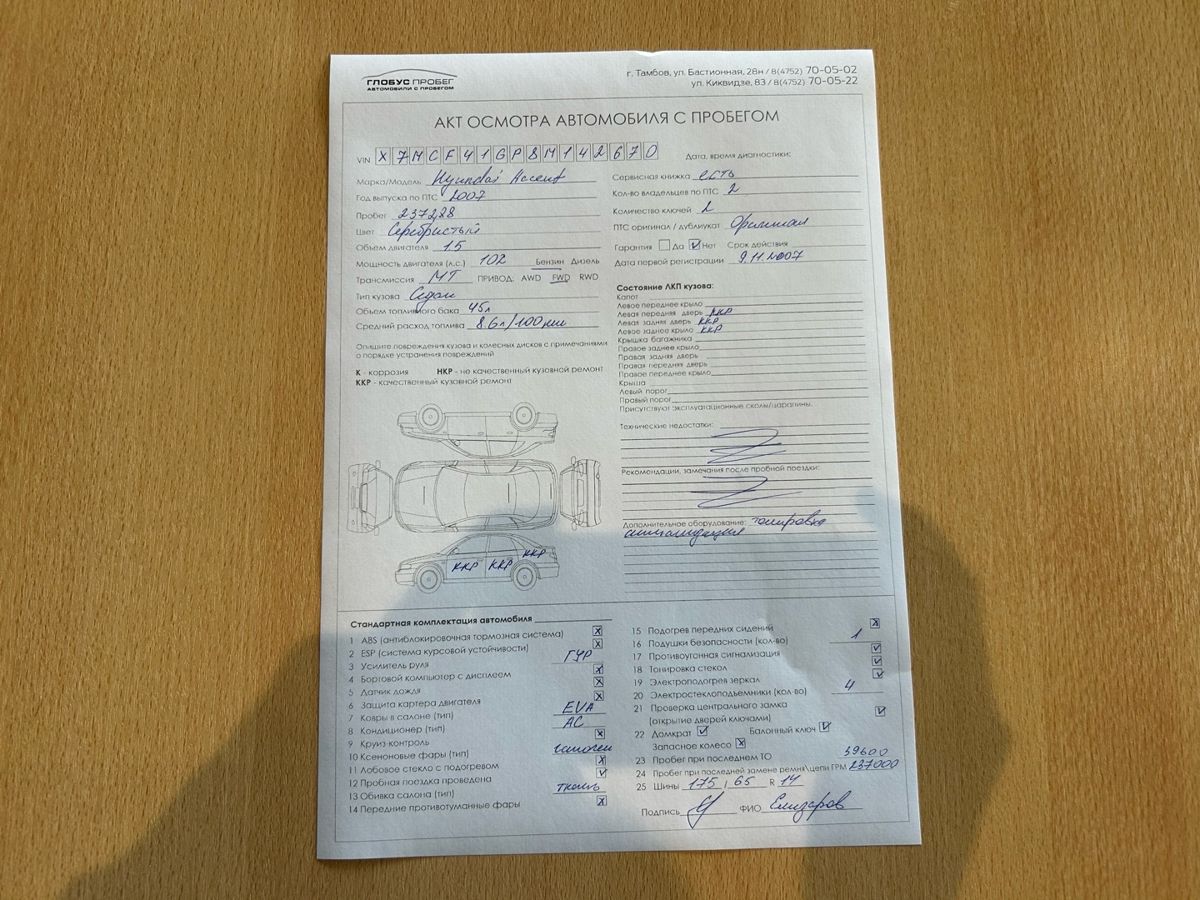 ГЛОБУС ПРОБЕГ
АВТОМОБИЛИ С ПРОБЕГОМ
г. Тамбов, ул. Бастионная, 28н / 8(4752) 70-05-02
ул. Киквидзе, 83 / 8(4752) 70-05-22
АКТ ОСМОТРА АВТОМОБИЛЯ С ПРОБЕГОМ
VIN X7MCF41GP8M142670
Дата, время диагностики:
Марка/Модель Hyundai Accent
Год выпуска по ПТС 2007
Пробег 237228
Цвет Серебристый
Объем двигателя 1.5
Мощность двигателя (л.с.) 102 Бензин Дизель
Трансмиссия МТ ПРИВОД: AWD FWD RWD
Тип кузова Седан
Объем топливного бака 45л
Средний расход топлива 8.6л/100км
Сервисная книжка есть
Кол-во владельцев по ПТС 2
Количество ключей 2
ПТС оригинал / дубликат Оригинал
Гарантия Да Нет Срок действия
Дата первой регистрации 9.11.2007
Опишите повреждения кузова и колесных дисков с примечаниями
о порядке устранения повреждений
К - коррозия НКР - не качественный кузовной ремонт
ККР - качественный кузовной ремонт
Состояние ЛКП кузова:
Капот
Левое переднее крыло
Левая передняя дверь ККР
Левая задняя дверь ККР
Левое заднее крыло ККР
Крышка багажника
Правое заднее крыло
Правая задняя дверь
Правая передняя дверь
Правое переднее крыло
Крыша
Левый порог
Правый порог
Присутствуют эксплуатационные сколы/царапины.
Технические недостатки:
Рекомендации, замечания после пробной поездки:
Дополнительное оборудование: тонировка
сигнализация
ККР ККР ККР
Стандартная комплектация автомобиля
1 ABS (антиблокировочная тормозная система)
2 ESP (система курсовой устойчивости)
3 Усилитель руля ГУР
4 Бортовой компьютер с дисплеем
5 Датчик дождя
6 Защита картера двигателя
7 Ковры в салоне (тип) EVA
8 Кондиционер (тип) AC
9 Круиз-контроль
10 Ксеноновые фары (тип) галоген
11 Лобовое стекло с подогревом
12 Пробная поездка проведена
13 Обивка салона (тип) ткань
14 Передние противотуманные фары
15 Подогрев передних сидений
16 Подушки безопасности (кол-во) 1
17 Противоугонная сигнализация
18 Тонировка стекол
19 Электроподогрев зеркал
20 Электростеклоподъемники (кол-во) 4
21 Проверка центрального замка
(открытие дверей ключами)
22 Домкрат Балонный ключ
Запасное колесо
23 Пробег при последнем ТО 39600
24 Пробег при последней замене ремня\цепи ГРМ 237000
25 Шины 175 / 65 R 14
Подпись ФИО Елизаров